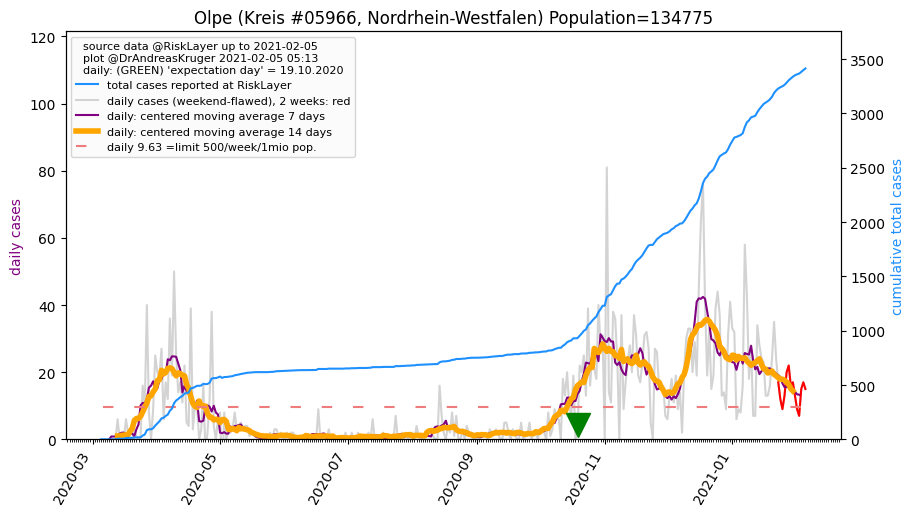 Olpe (Kreis #05966, Nordrhein-Westfalen) Population=134775
source data @RiskLayer up to 2021-02-05
plot @DrAndreasKruger 2021-02-05 05:13
daily: (GREEN) 'expectation day' = 19.10.2020
total cases reported at RiskLayer
daily cases (weekend-flawed), 2 weeks: red
daily: centered moving average 7 days
daily: centered moving average 14 days
daily 9.63 =limit 500/week/1mio pop.
daily cases
120
100
80
60
40
20
0
cumulative total cases
3500
3000
2500
2000
1500
1000
500
0
2020-03
2020-05
2020-07
2020-09
2020-11
2021-01